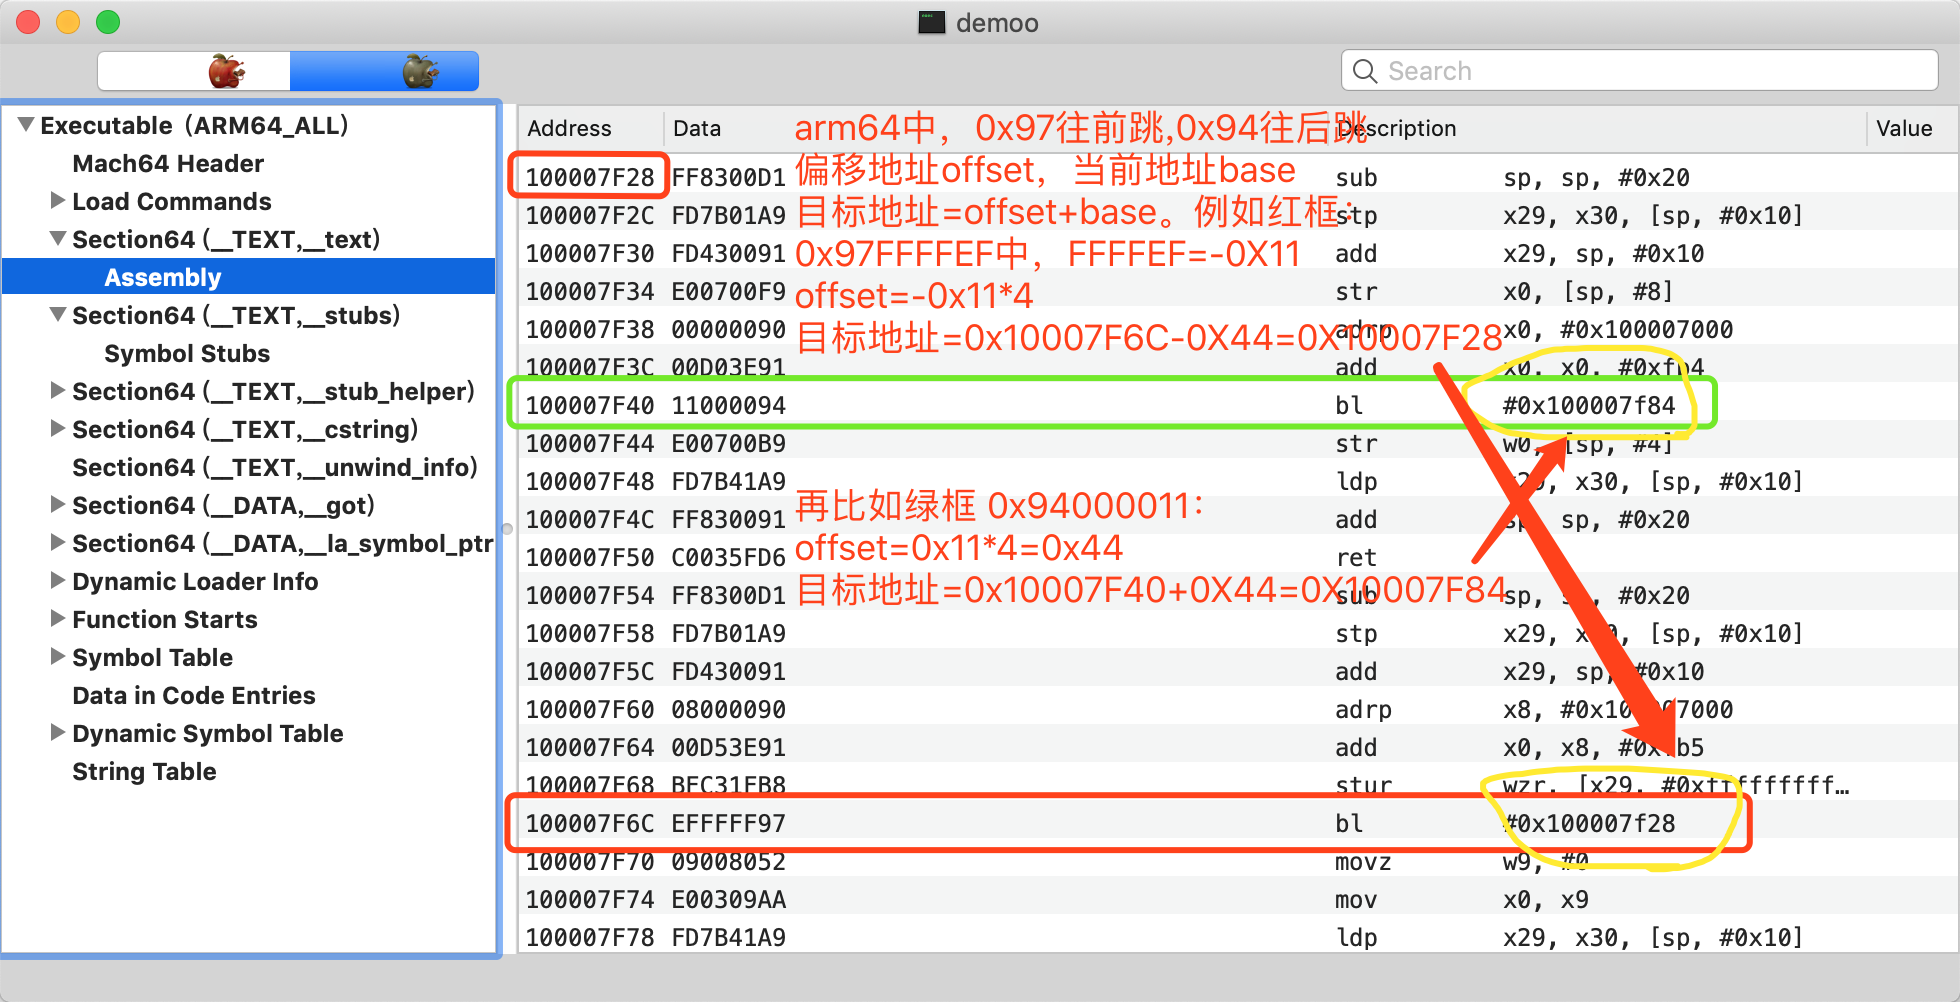 demoo
Search
Executable (ARM64_ALL)
Mach64 Header
Load Commands
Section64 (__TEXT,__text)
Assembly
Section64 (__TEXT,__stubs)
Symbol Stubs
Section64 (__TEXT,__stub_helper)
Section64 (__TEXT,__cstring)
Section64 (__TEXT,__unwind_info)
Section64 (__DATA,__got)
Section64 (__DATA,__la_symbol_ptr
Dynamic Loader Info
Function Starts
Symbol Table
Data in Code Entries
Dynamic Symbol Table
String Table
Address Data Description Value
100007F28 FF8300D1 sub sp, sp, #0x20
100007F2C FD7B01A9 stp x29, x30, [sp, #0x10]
100007F30 FD430091 add x29, sp, #0x10
100007F34 E00700F9 str x0, [sp, #8]
100007F38 00000090 adrp x0, #0x100007000
100007F3C 00D03E91 add x0, x0,
100007F40 11000094 bl #0x100007f84
100007F44 E00700B9 str w0, [sp, #4]
100007F48 FD7B41A9 ldp x29, x30, [sp, #0x10]
100007F4C FF830091 add sp, sp, #0x20
100007F50 C0035FD6 ret
100007F54 FF8300D1 sub sp, sp, #0x20
100007F58 FD7B01A9 stp x29, x30, [sp, #0x10]
100007F5C FD430091 add x29, sp, #0x10
100007F60 08000090 adrp x8, #0x100007000
100007F64 00D53E91 add x0, x8,
100007F68 BFC31FB8 stur wzr, [x29, #0xfffffffff…
100007F6C EFFFFF97 bl #0x100007f28
100007F70 09008052 movz w9, #0
100007F74 E00309AA mov x0, x9
100007F78 FD7B41A9 ldp x29, x30, [sp, #0x10]
arm64中，0x97往前跳,0x94往后跳
偏移地址offset，当前地址base
目标地址=offset+base。例如红框：
0x97FFFFEF中，FFFFEF=-0X11
offset=-0x11*4
目标地址=0x10007F6C-0X44=0X10007F28
再比如绿框 0x94000011：
offset=0x11*4=0x44
目标地址=0x10007F40+0X44=0X10007F84